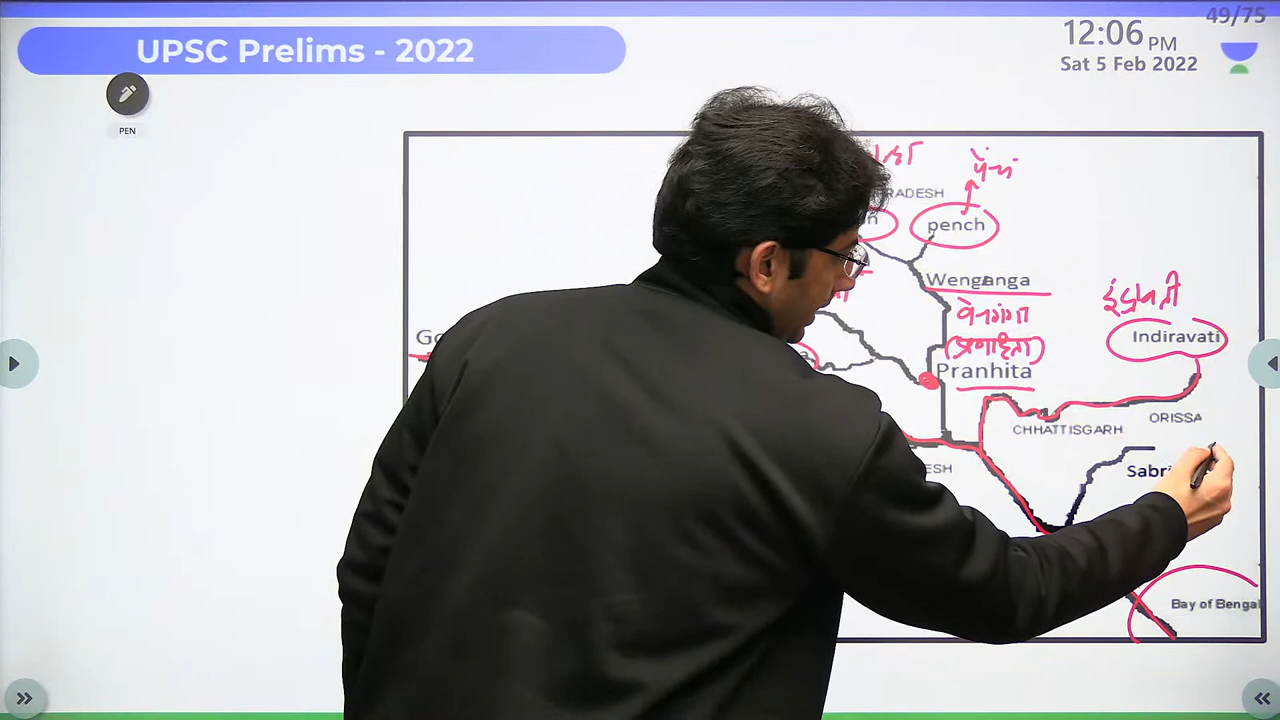 49/75
UPSC Prelims - 2022
12:06 PM
Sat 5 Feb 2022
PEN
पेंच
RADESH
pench
Wenganga
वेनगंगा
इंद्रावती
Indiravati
(प्राणहिता)
Pranhita
Go
CHHATTISGARH
ORISSA
ESH
Sabri
Bay of Bengal